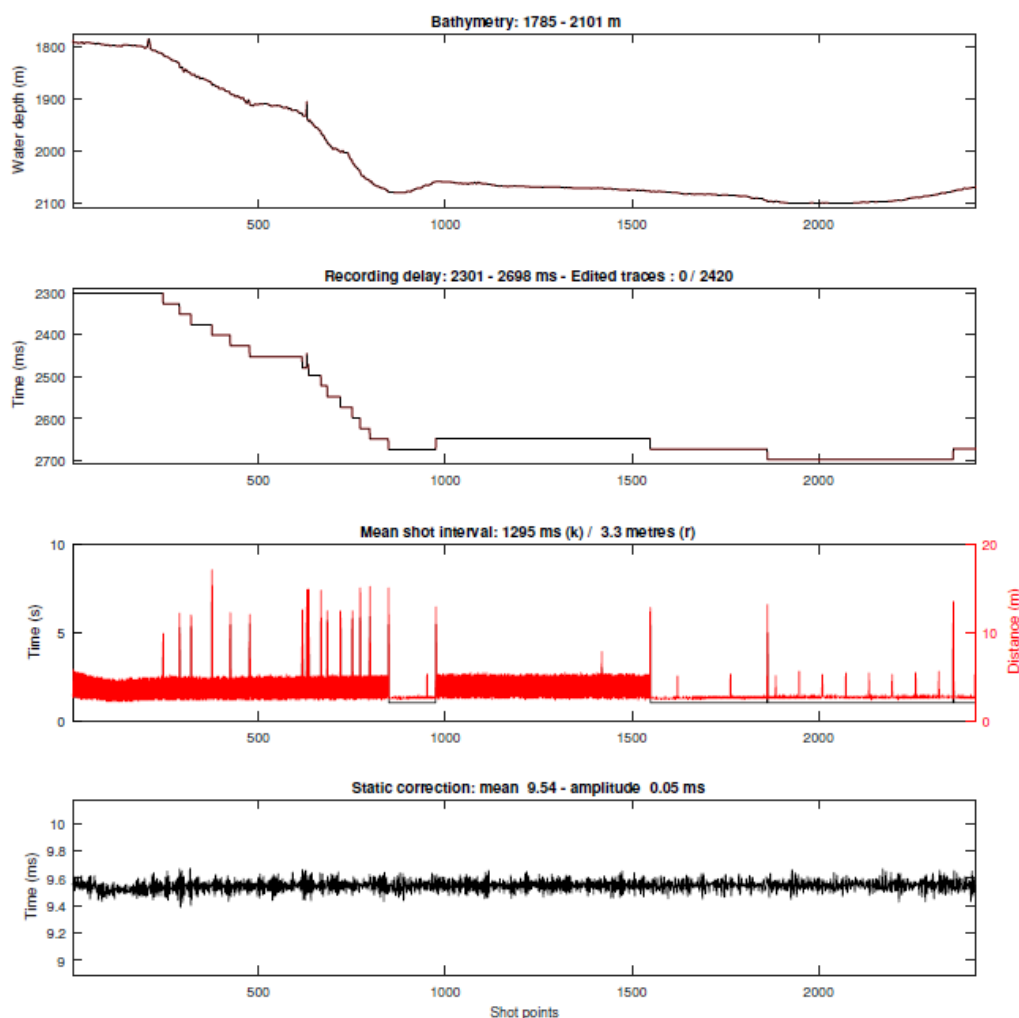 Bathymetry: 1785 - 2101 m
Water depth (m)
1800
1900
2000
2100
500 1000 1500 2000
Recording delay: 2301 - 2698 ms - Edited traces : 0 / 2420
Time (ms)
2300
2400
2500
2600
2700
500 1000 1500 2000
Mean shot interval: 1295 ms (k) / 3.3 metres (r)
Time (s)
10
5
0
20
10
0
Distance (m)
500 1000 1500 2000
Static correction: mean 9.54 - amplitude 0.05 ms
Time (ms)
10
9.8
9.6
9.4
9.2
9
500 1000 1500 2000
Shot points